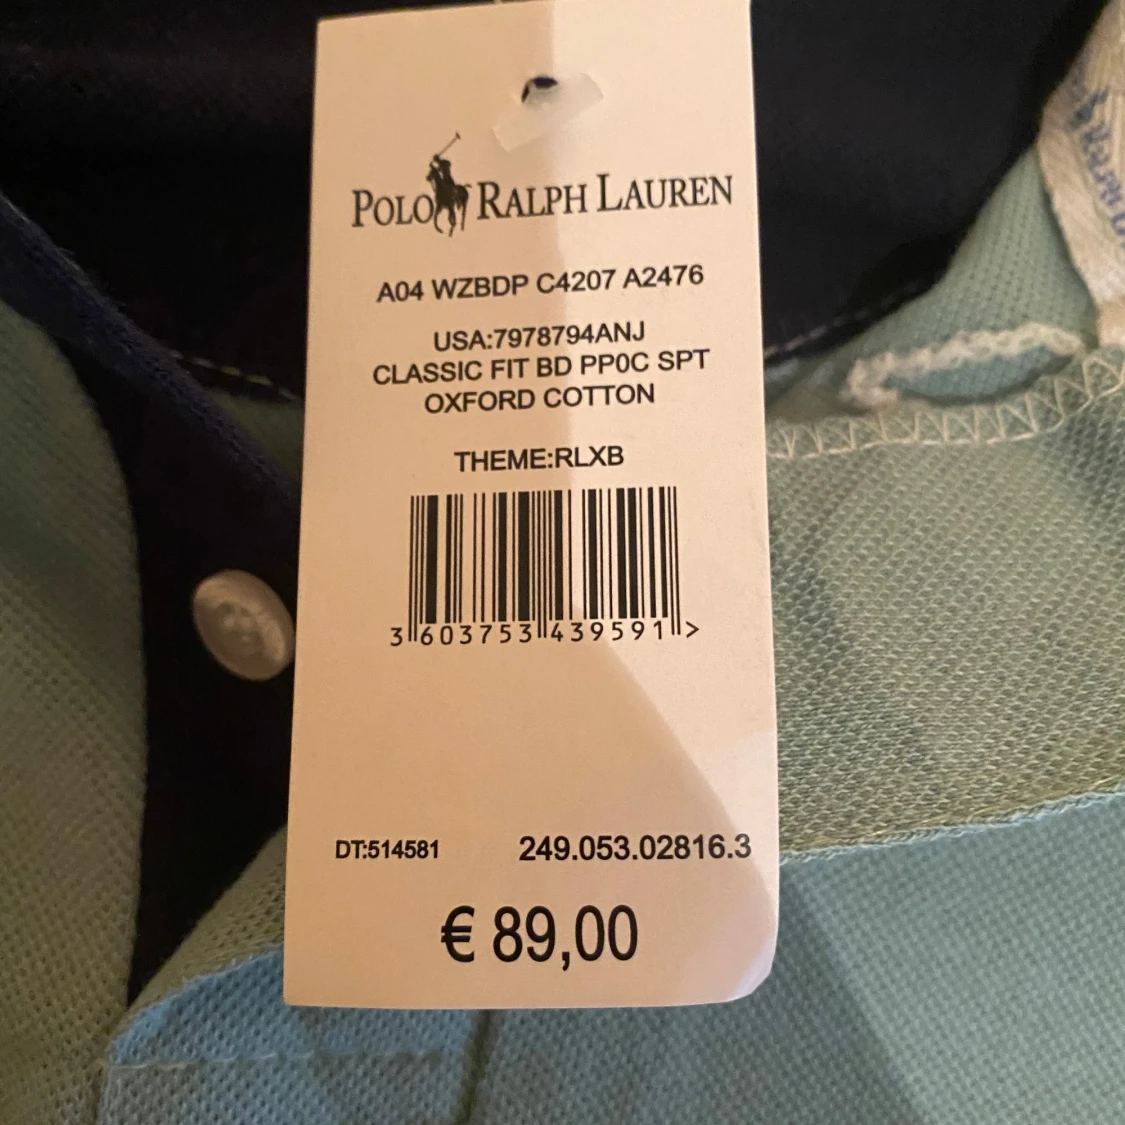 POLO RALPH LAUREN
A04 WZBDP C4207 A2476
USA:7978794ANJ
CLASSIC FIT BD PP0C SPT
OXFORD COTTON
THEME:RLXB
3 603753 439591 >
DT:514581 249.053.02816.3
€ 89,00
Ralph